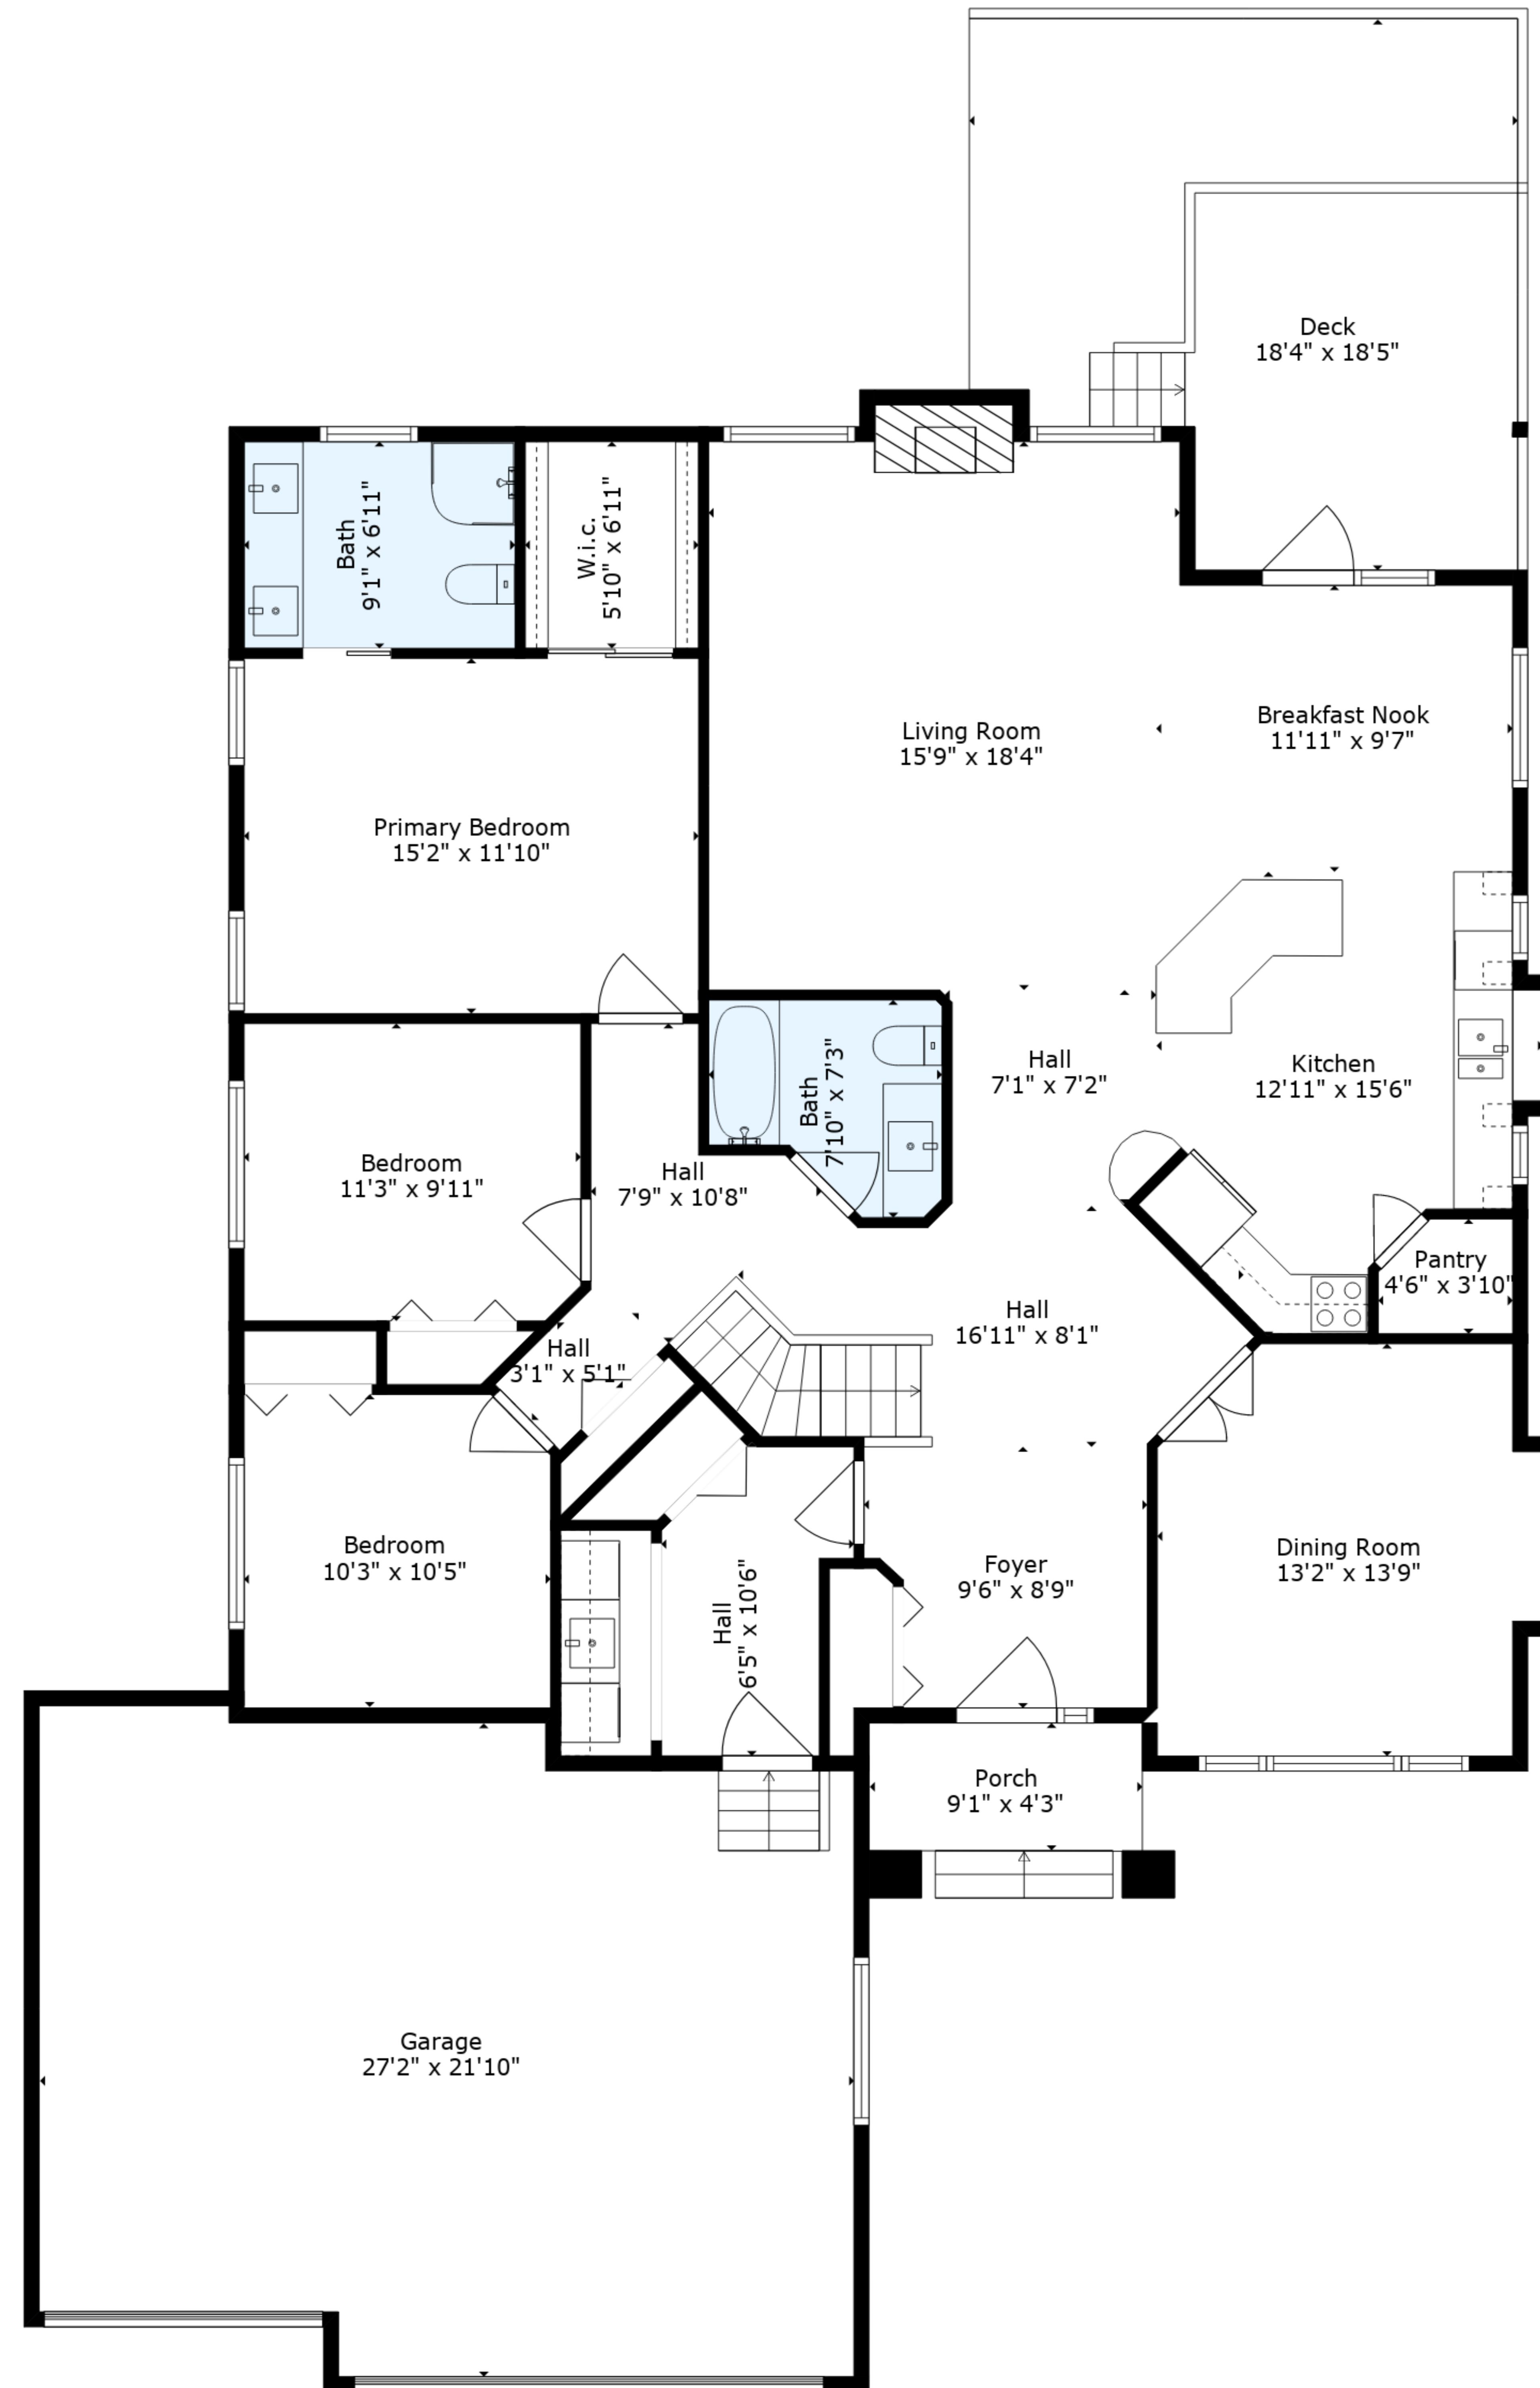 Deck
18'4" x 18'5"
Bath
9'1" x 6'11"
W.i.c.
5'10" x 6'11"
Living Room
15'9" x 18'4"
Breakfast Nook
11'11" x 9'7"
Primary Bedroom
15'2" x 11'10"
Bath
7'10" x 7'3"
Hall
7'1" x 7'2"
Kitchen
12'11" x 15'6"
Bedroom
11'3" x 9'11"
Hall
7'9" x 10'8"
Pantry
4'6" x 3'10"
Hall
16'11" x 8'1"
Hall
3'1" x 5'1"
Bedroom
10'3" x 10'5"
Hall
6'5" x 10'6"
Foyer
9'6" x 8'9"
Dining Room
13'2" x 13'9"
Porch
9'1" x 4'3"
Garage
27'2" x 21'10"